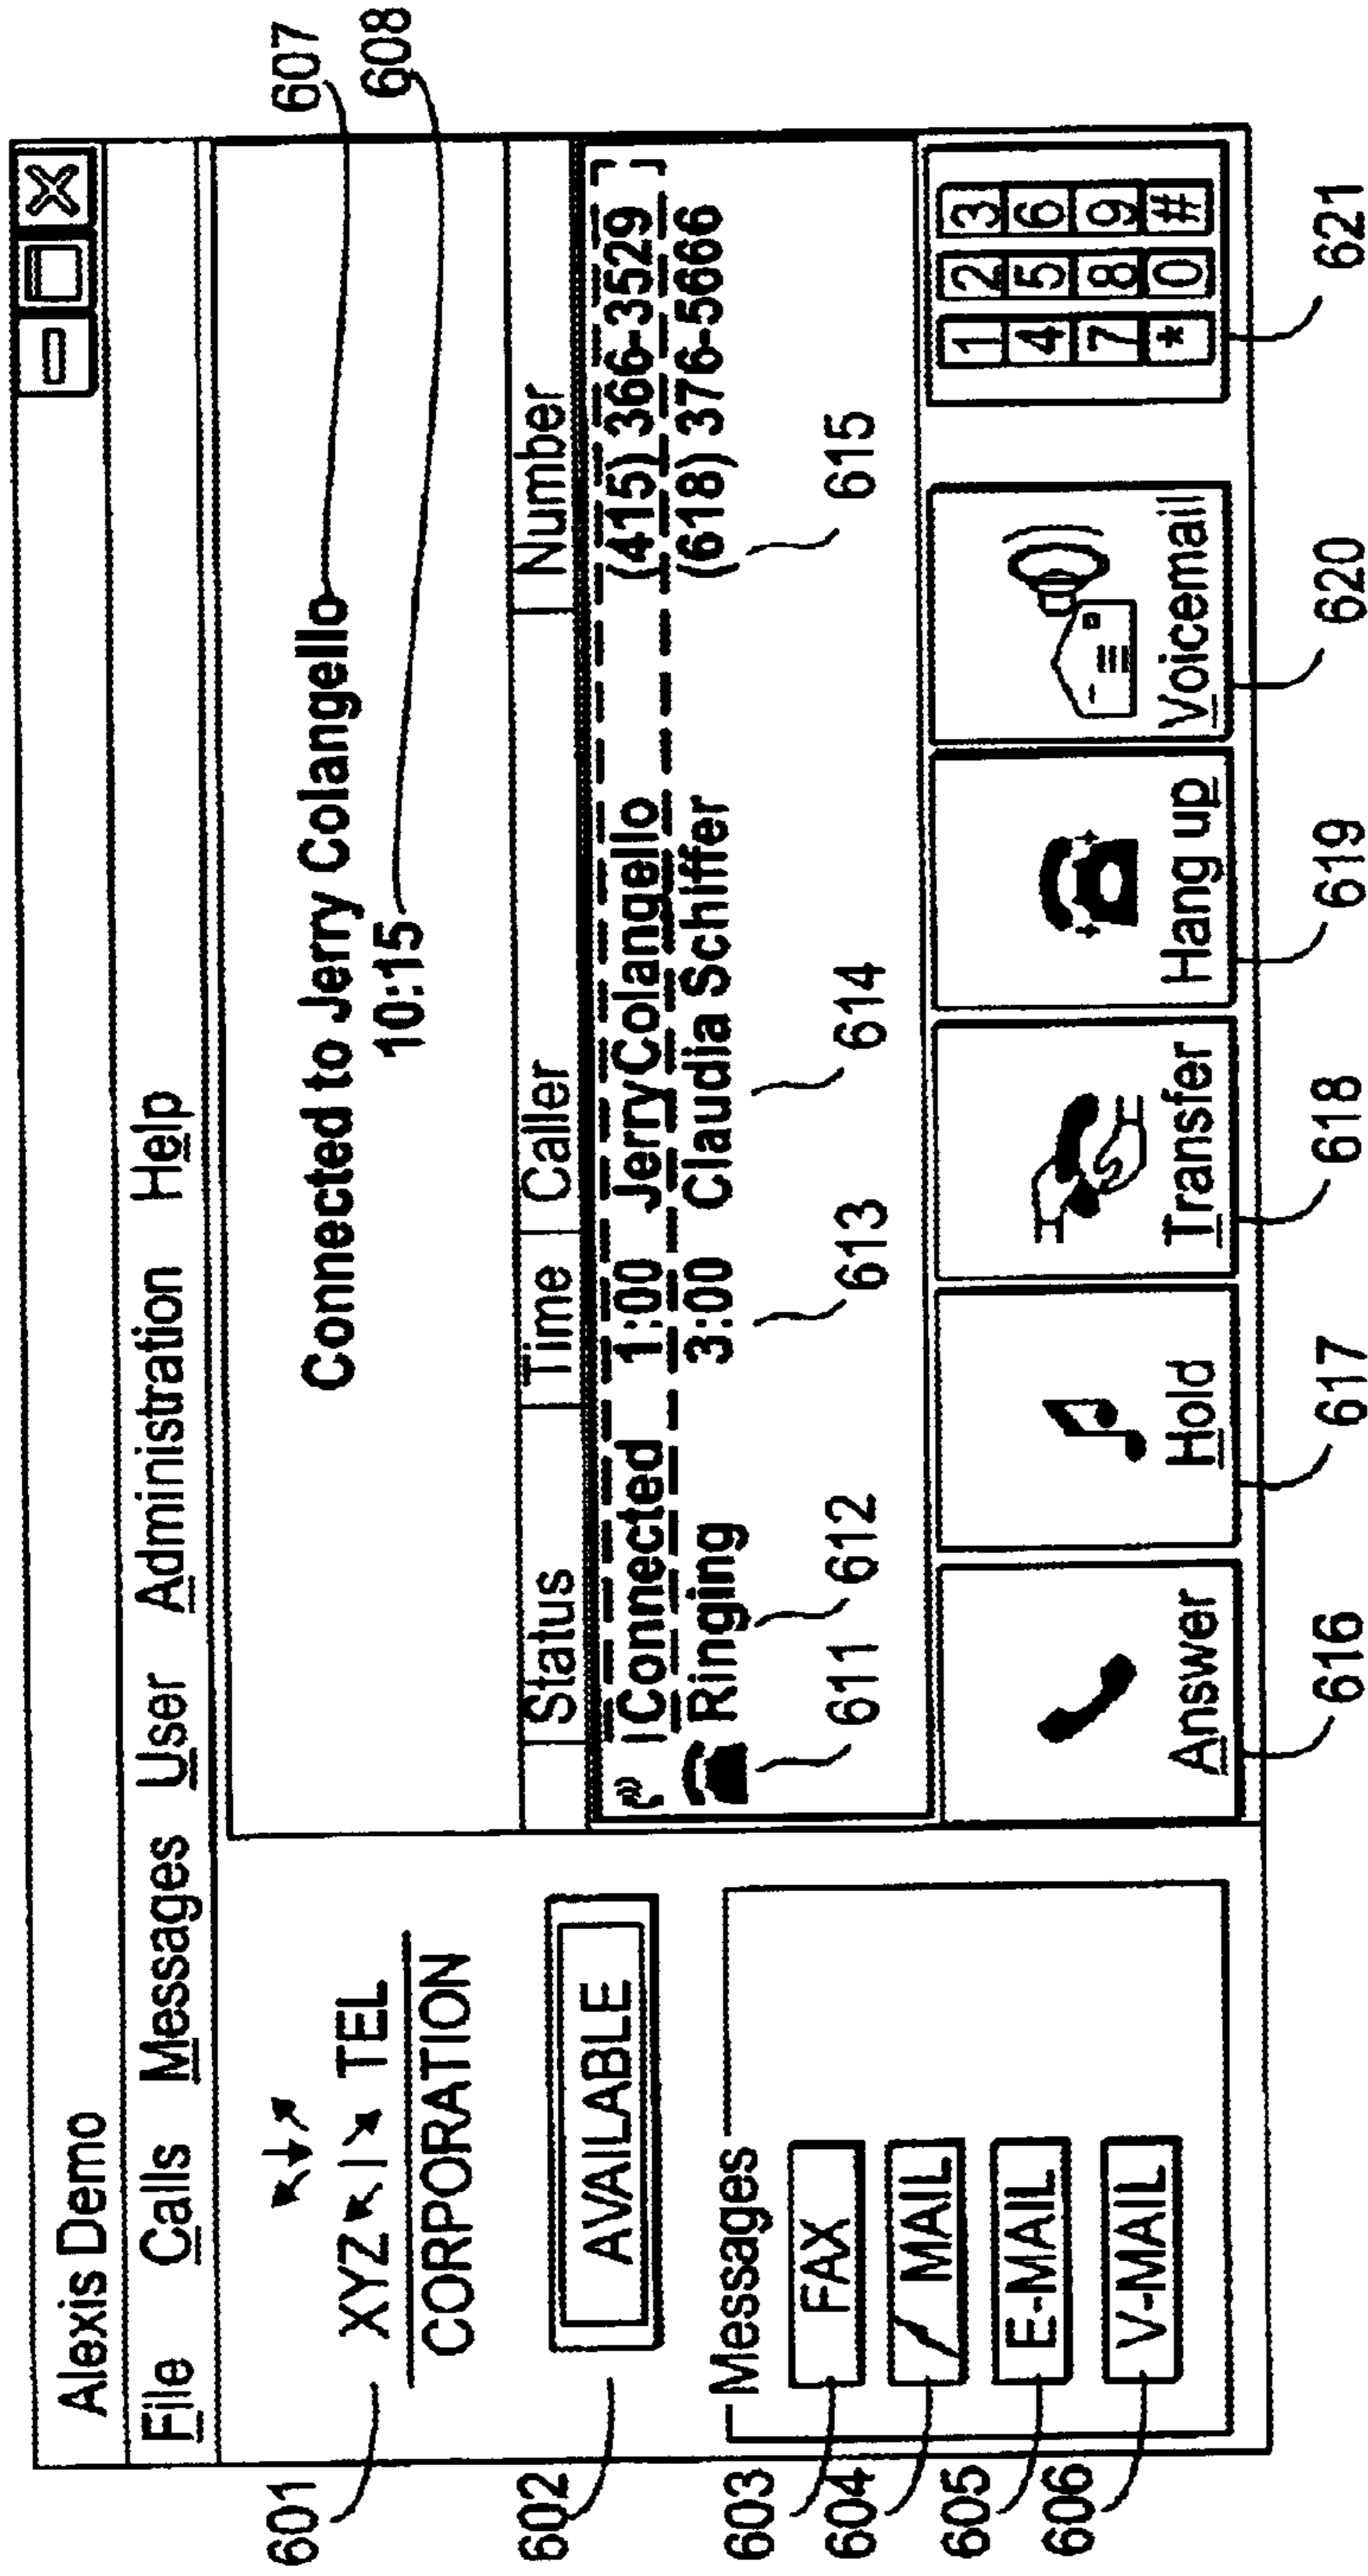 Alexis Demo
File Calls Messages User Administration Help
601
XYZ TEL
CORPORATION
602
AVAILABLE
Messages
603
FAX
604
MAIL
605
E-MAIL
606
V-MAIL
Connected to Jerry Colangello
607
10:15
608
Status Time Caller Number
Connected 1:00 Jerry Colangello (415) 366-3529
Ringing 3:00 Claudia Schiffer (618) 376-5666
611 612 613 614 615
Answer Hold Transfer Hang up Voicemail
1 2 3
4 5 6
7 8 9
* 0 #
616 617 618 619 620 621